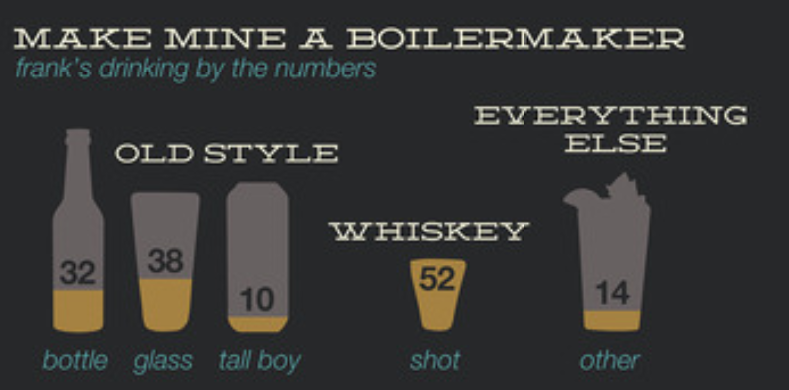 MAKE MINE A BOILERMAKER
frank's drinking by the numbers
OLD STYLE
32
bottle
38
glass
10
tall boy
WHISKEY
52
shot
EVERYTHING
ELSE
14
other